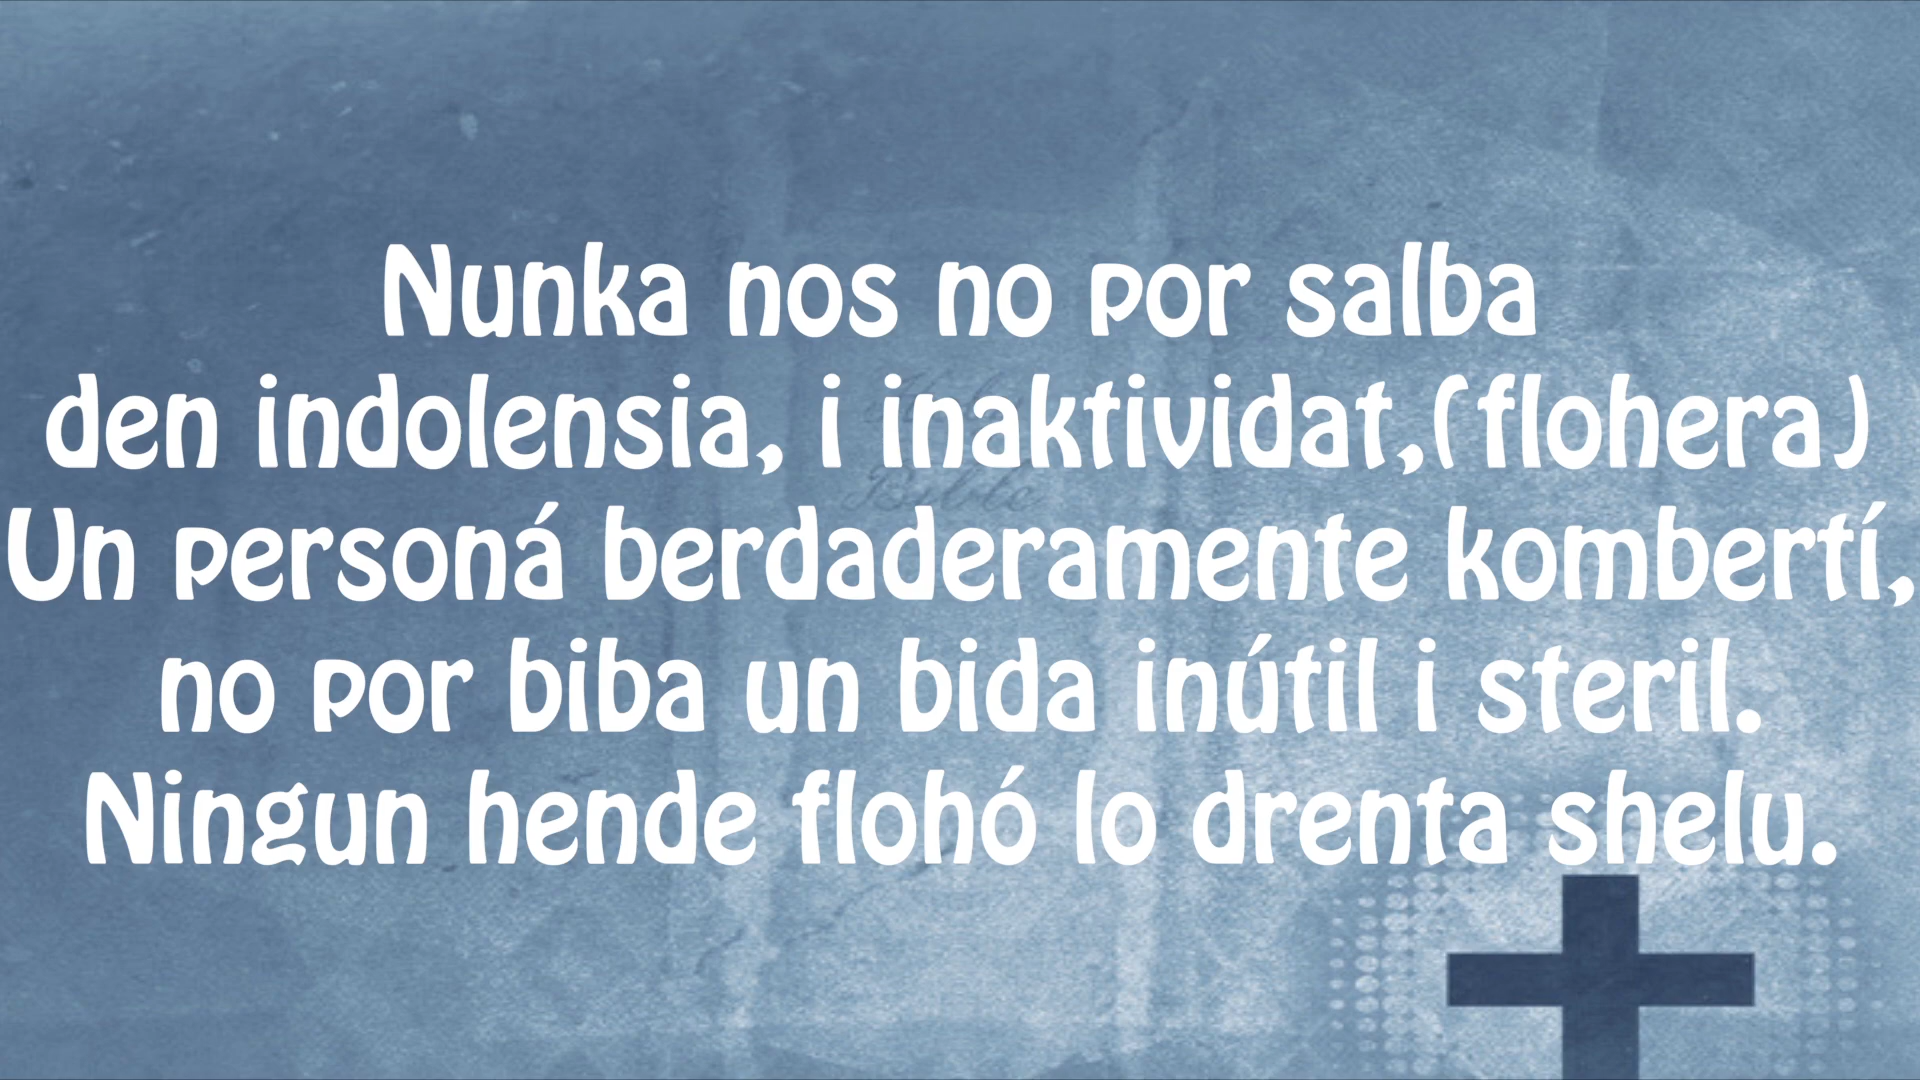 Nunka nos no por salba
den indolensia, i inaktividat,(flohera)
Un personá berdaderamente kombertí,
no por biba un bida inútil i steril.
Ningun hende flohó lo drenta shelu.